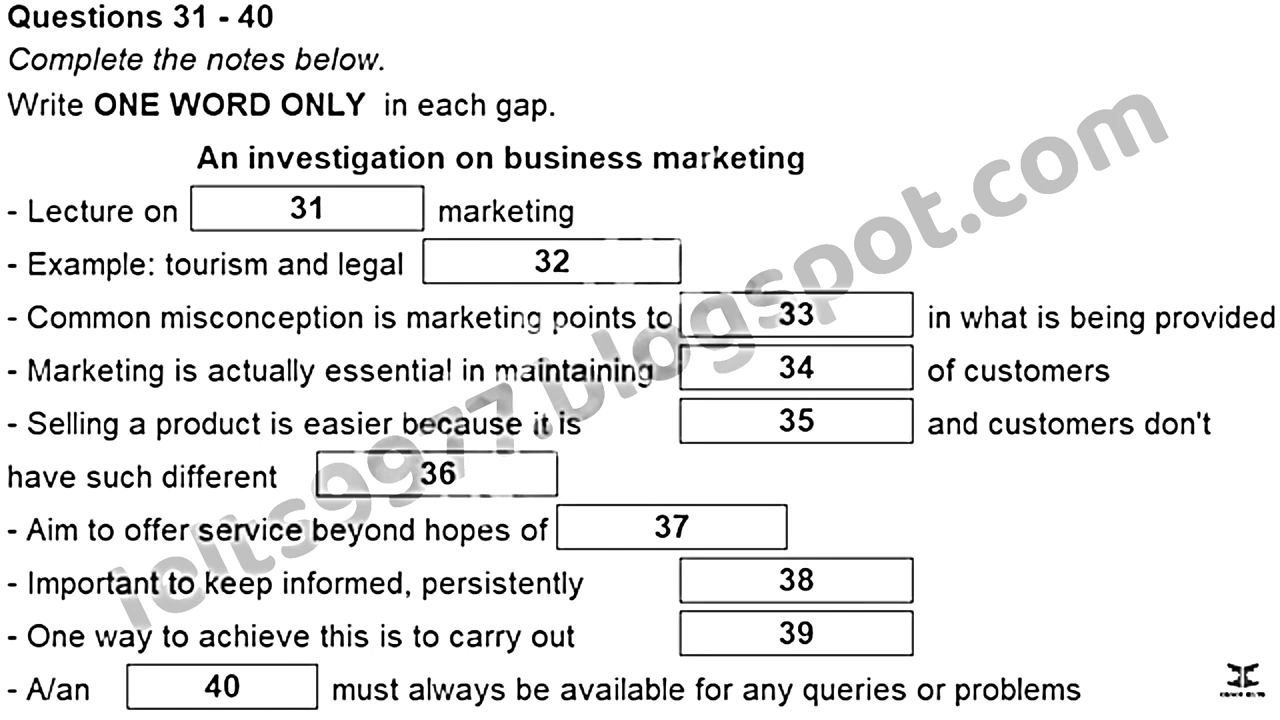 Questions 31 - 40
Complete the notes below.
Write ONE WORD ONLY in each gap.
An investigation on business marketing
- Lecture on 31 marketing
- Example: tourism and legal 32
- Common misconception is marketing points to 33 in what is being provided
- Marketing is actually essential in maintaining 34 of customers
- Selling a product is easier because it is 35 and customers don't
have such different 36
- Aim to offer service beyond hopes of 37
- Important to keep informed, persistently 38
- One way to achieve this is to carry out 39
- A/an 40 must always be available for any queries or problems
ielts9977.blogspot.com